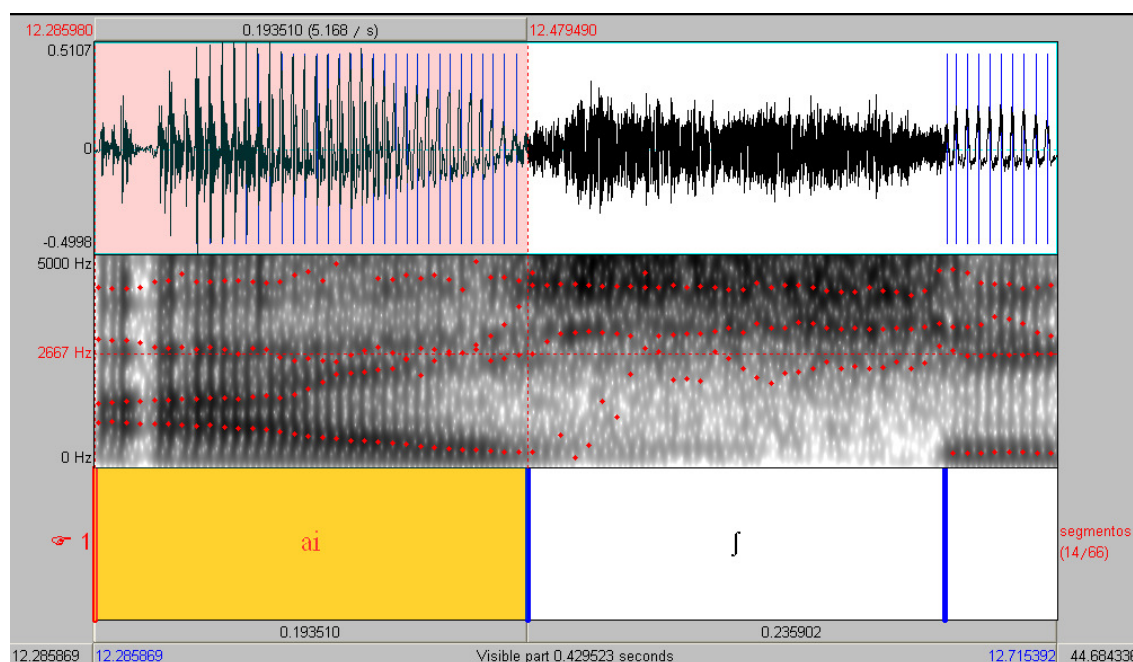 12.285980 0.193510 (5.168 / s) 12.479490
0.5107
0
-0.4998
5000 Hz
2667 Hz
0 Hz
1 ai ʃ segmentos
(14/66)
0.193510 0.235902
12.285869 12.285869 Visible part 0.429523 seconds 12.715392 44.684338